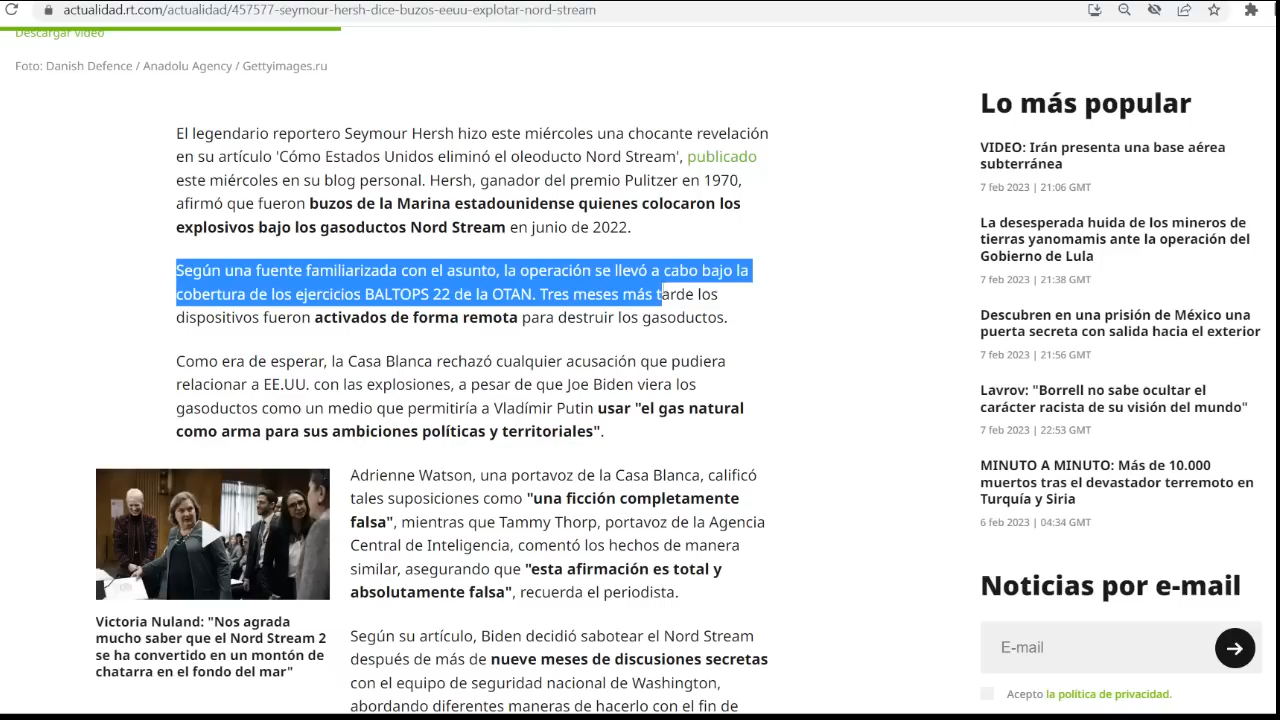 actualidad.rt.com/actualidad/457577-seymour-hersh-dice-buzos-eeuu-explotar-nord-stream
Descargar video
Foto: Danish Defence / Anadolu Agency / Gettyimages.ru
El legendario reportero Seymour Hersh hizo este miércoles una chocante revelación
en su artículo 'Cómo Estados Unidos eliminó el oleoducto Nord Stream', publicado
este miércoles en su blog personal. Hersh, ganador del premio Pulitzer en 1970,
afirmó que fueron buzos de la Marina estadounidense quienes colocaron los
explosivos bajo los gasoductos Nord Stream en junio de 2022.
Según una fuente familiarizada con el asunto, la operación se llevó a cabo bajo la
cobertura de los ejercicios BALTOPS 22 de la OTAN. Tres meses más tarde los
dispositivos fueron activados de forma remota para destruir los gasoductos.
Como era de esperar, la Casa Blanca rechazó cualquier acusación que pudiera
relacionar a EE.UU. con las explosiones, a pesar de que Joe Biden viera los
gasoductos como un medio que permitiría a Vladímir Putin usar "el gas natural
como arma para sus ambiciones políticas y territoriales".
Adrienne Watson, una portavoz de la Casa Blanca, calificó
tales suposiciones como "una ficción completamente
falsa", mientras que Tammy Thorp, portavoz de la Agencia
Central de Inteligencia, comentó los hechos de manera
similar, asegurando que "esta afirmación es total y
absolutamente falsa", recuerda el periodista.
Victoria Nuland: "Nos agrada
mucho saber que el Nord Stream 2
se ha convertido en un montón de
chatarra en el fondo del mar"
Según su artículo, Biden decidió sabotear el Nord Stream
después de más de nueve meses de discusiones secretas
con el equipo de seguridad nacional de Washington,
abordando diferentes maneras de hacerlo con el fin de
Lo más popular
VIDEO: Irán presenta una base aérea
subterránea
7 feb 2023 | 21:06 GMT
La desesperada huida de los mineros de
tierras yanomamis ante la operación del
Gobierno de Lula
7 feb 2023 | 21:38 GMT
Descubren en una prisión de México una
puerta secreta con salida hacia el exterior
7 feb 2023 | 21:56 GMT
Lavrov: "Borrell no sabe ocultar el
carácter racista de su visión del mundo"
7 feb 2023 | 22:53 GMT
MINUTO A MINUTO: Más de 10.000
muertos tras el devastador terremoto en
Turquía y Siria
6 feb 2023 | 04:34 GMT
Noticias por e-mail
E-mail
Acepto la política de privacidad.